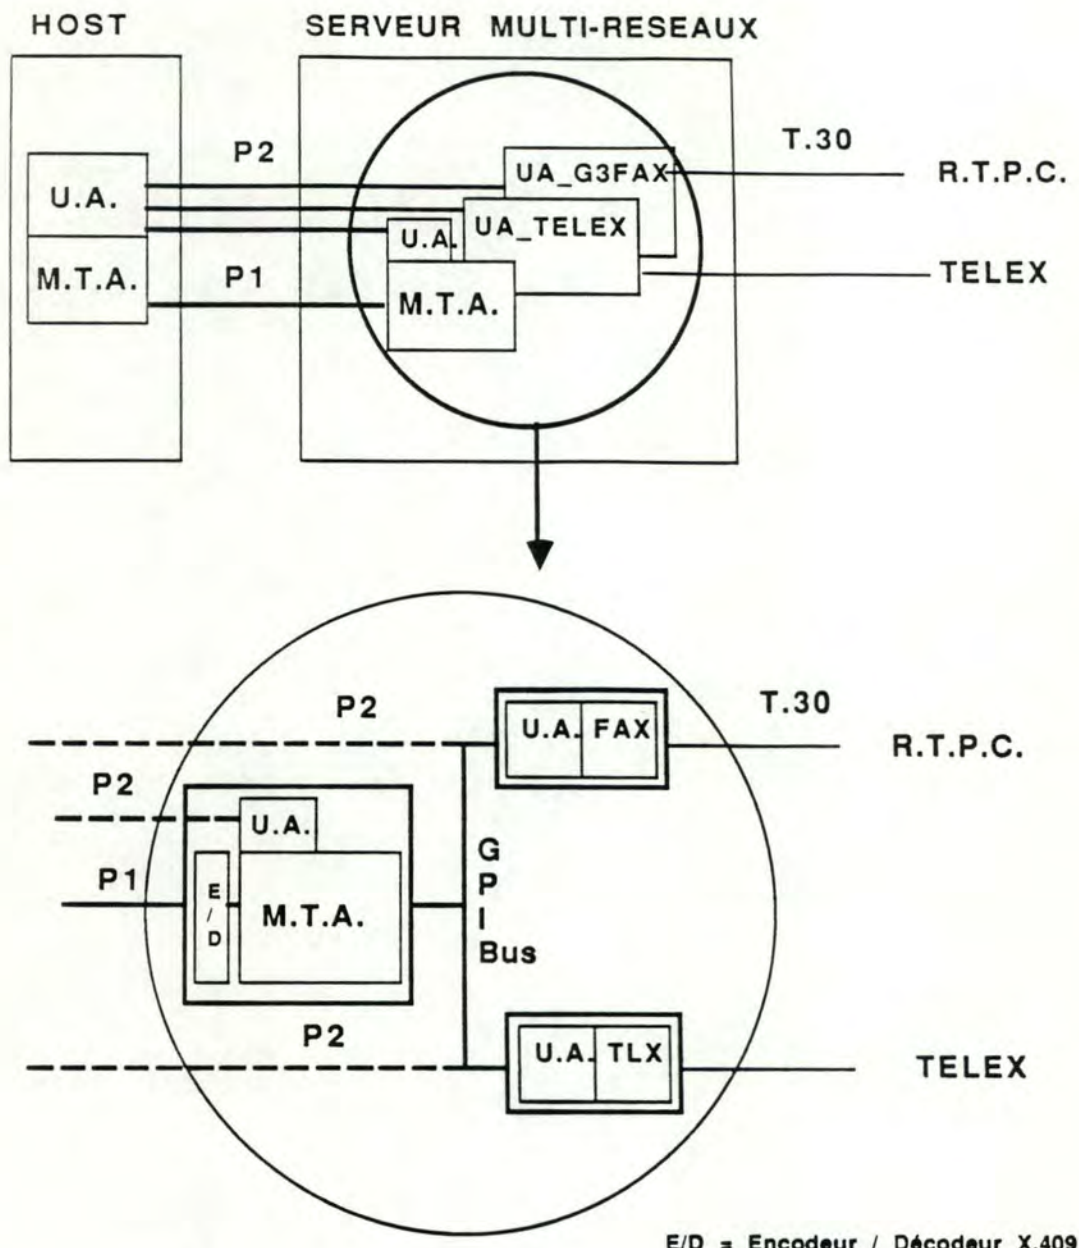 HOST
SERVEUR MULTI-RESEAUX
P2
T.30
UA_G3FAX
R.T.P.C.
U.A.
U.A.
UA_TELEX
M.T.A.
P1
M.T.A.
TELEX
P2
T.30
U.A. FAX
R.T.P.C.
P2
U.A.
P1
E
/
D
M.T.A.
G
P
I
Bus
P2
U.A. TLX
TELEX
E/D = Encodeur / Décodeur X.409